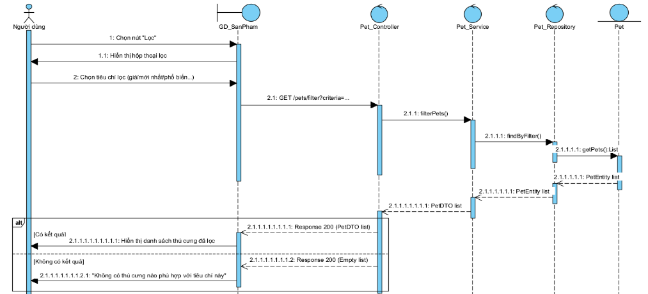 Người dùng
GD_SanPham
Pet_Controller
Pet_Service
Pet_Repository
Pet
1: Chọn nút "Lọc"
1.1: Hiển thị hộp thoại lọc
2: Chọn tiêu chí lọc (giá/mới nhất/phổ biến...)
2.1: GET /pets/filter?criteria=...
2.1.1: filterPets()
2.1.1.1: findByFilter()
2.1.1.1.1: getPets() List
2.1.1.1.1.1: PetEntity list
2.1.1.1.1.1.1: PetEntity list
2.1.1.1.1.1.1.1: PetDTO list
alt
2.1.1.1.1.1.1.1.1: Response 200 (PetDTO list)
[Có kết quả]
2.1.1.1.1.1.1.1.1.1: Hiển thị danh sách thú cưng đã lọc
[Không có kết quả]
2.1.1.1.1.1.1.1.2: Response 200 (Empty list)
2.1.1.1.1.1.1.1.2.1: "Không có thú cưng nào phù hợp với tiêu chí này"